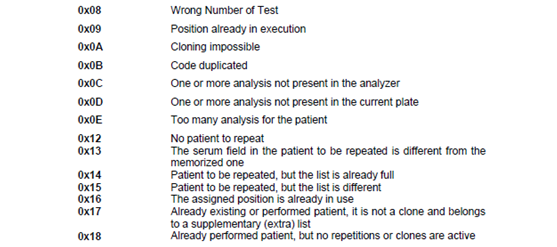 0x08 Wrong Number of Test
0x09 Position already in execution
0x0A Cloning impossible
0x0B Code duplicated
0x0C One or more analysis not present in the analyzer
0x0D One or more analysis not present in the current plate
0x0E Too many analysis for the patient
0x12 No patient to repeat
0x13 The serum field in the patient to be repeated is different from the
memorized one
0x14 Patient to be repeated, but the list is already full
0x15 Patient to be repeated, but the list is different
0x16 The assigned position is already in use
0x17 Already existing or performed patient, it is not a clone and belongs
to a supplementary (extra) list
0x18 Already performed patient, but no repetitions or clones are active